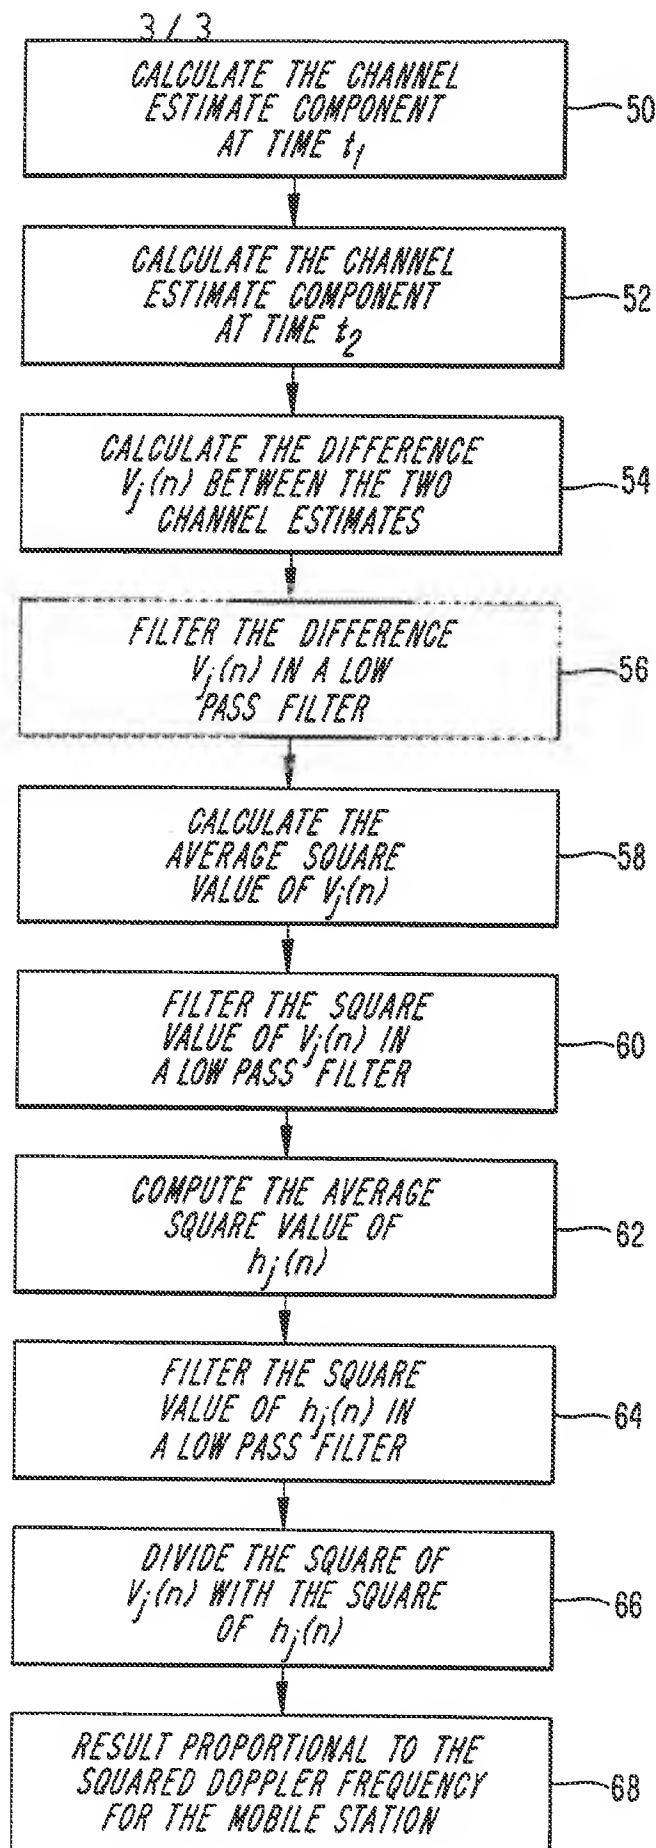 3 / 3
CALCULATE THE CHANNEL
ESTIMATE COMPONENT
AT TIME t1
50
CALCULATE THE CHANNEL
ESTIMATE COMPONENT
AT TIME t2
52
CALCULATE THE DIFFERENCE
Vj(n) BETWEEN THE TWO
CHANNEL ESTIMATES
54
FILTER THE DIFFERENCE
Vj(n) IN A LOW
PASS FILTER
56
CALCULATE THE
AVERAGE SQUARE
VALUE OF Vj(n)
58
FILTER THE SQUARE
VALUE OF Vj(n) IN
A LOW PASS FILTER
60
COMPUTE THE AVERAGE
SQUARE VALUE OF
hj(n)
62
FILTER THE SQUARE
VALUE OF hj(n) IN
A LOW PASS FILTER
64
DIVIDE THE SQUARE OF
Vj(n) WITH THE SQUARE
OF hj(n)
66
RESULT PROPORTIONAL TO THE
SQUARED DOPPLER FREQUENCY
FOR THE MOBILE STATION
68